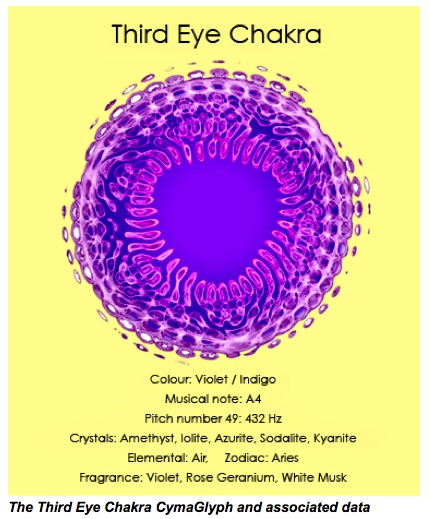 Third Eye Chakra
Colour: Violet / Indigo
Musical note: A4
Pitch number 49: 432 Hz
Crystals: Amethyst, Iolite, Azurite, Sodalite, Kyanite
Elemental: Air, Zodiac: Aries
Fragrance: Violet, Rose Geranium, White Musk
The Third Eye Chakra CymaGlyph and associated data